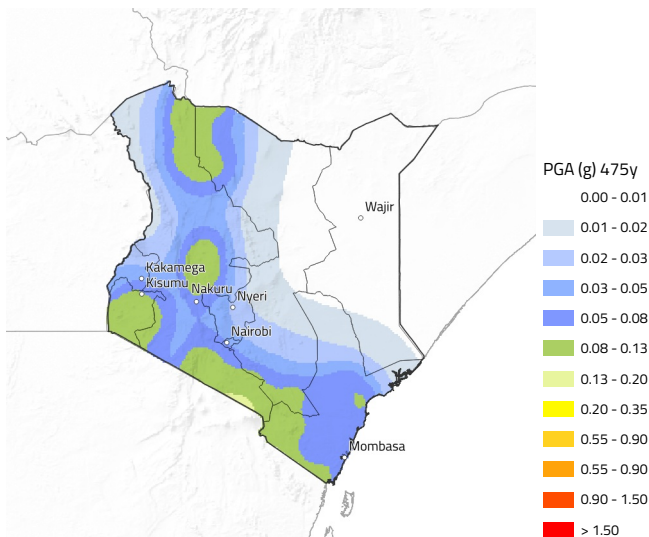 PGA (g) 475y
0.00 - 0.01
0.01 - 0.02
0.02 - 0.03
0.03 - 0.05
0.05 - 0.08
0.08 - 0.13
0.13 - 0.20
0.20 - 0.35
0.55 - 0.90
0.55 - 0.90
0.90 - 1.50
> 1.50
Wajir
Kakamega
Kisumu
Nakuru
Nyeri
Nairobi
Mombasa